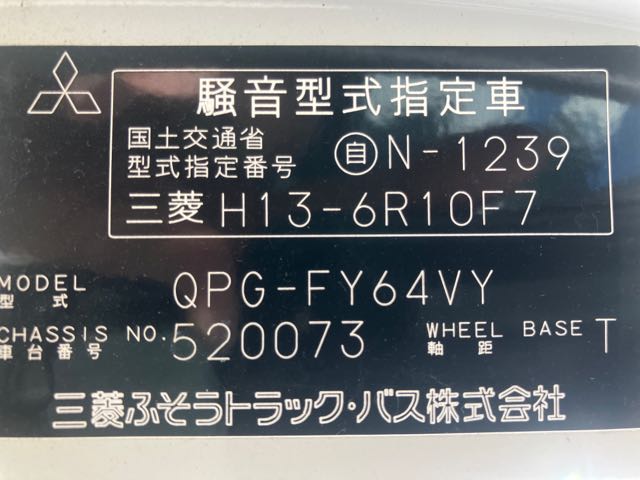 騒音型式指定車
国土交通省
型式指定番号 自N-1239
三菱 H13-6R10F7
MODEL 型式 QPG-FY64VY
CHASSIS NO. 車台番号 520073 WHEEL BASE 軸距 T
三菱ふそうトラック・バス株式会社